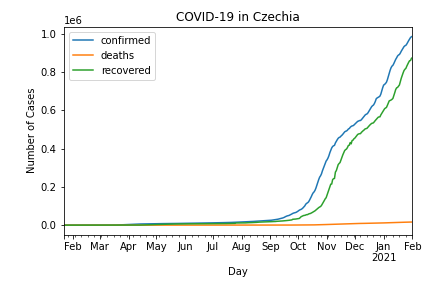 COVID-19 in Czechia
1e6
confirmed
deaths
recovered
Number of Cases
1.0
0.8
0.6
0.4
0.2
0.0
Feb Mar Apr May Jun Jul Aug Sep Oct Nov Dec Jan Feb
2021
Day